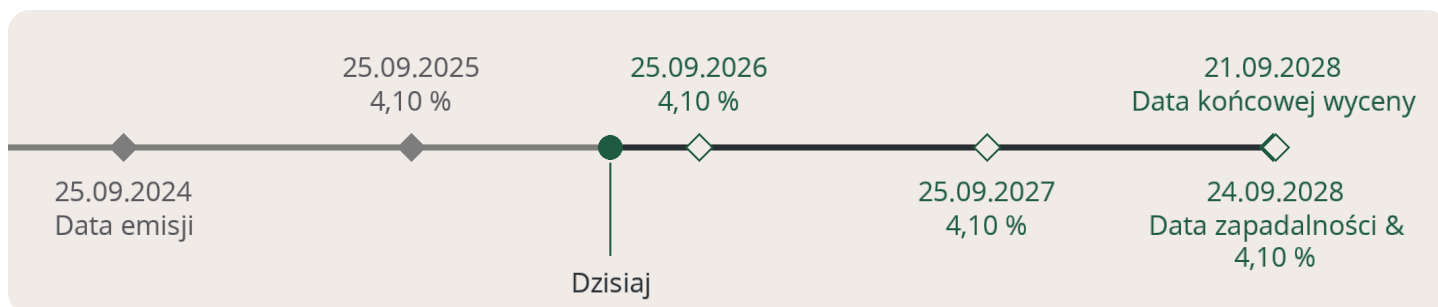 25.09.2025
4,10 %
25.09.2026
4,10 %
21.09.2028
Data końcowej wyceny
25.09.2024
Data emisji
25.09.2027
4,10 %
24.09.2028
Data zapadalności &
4,10 %
Dzisiaj